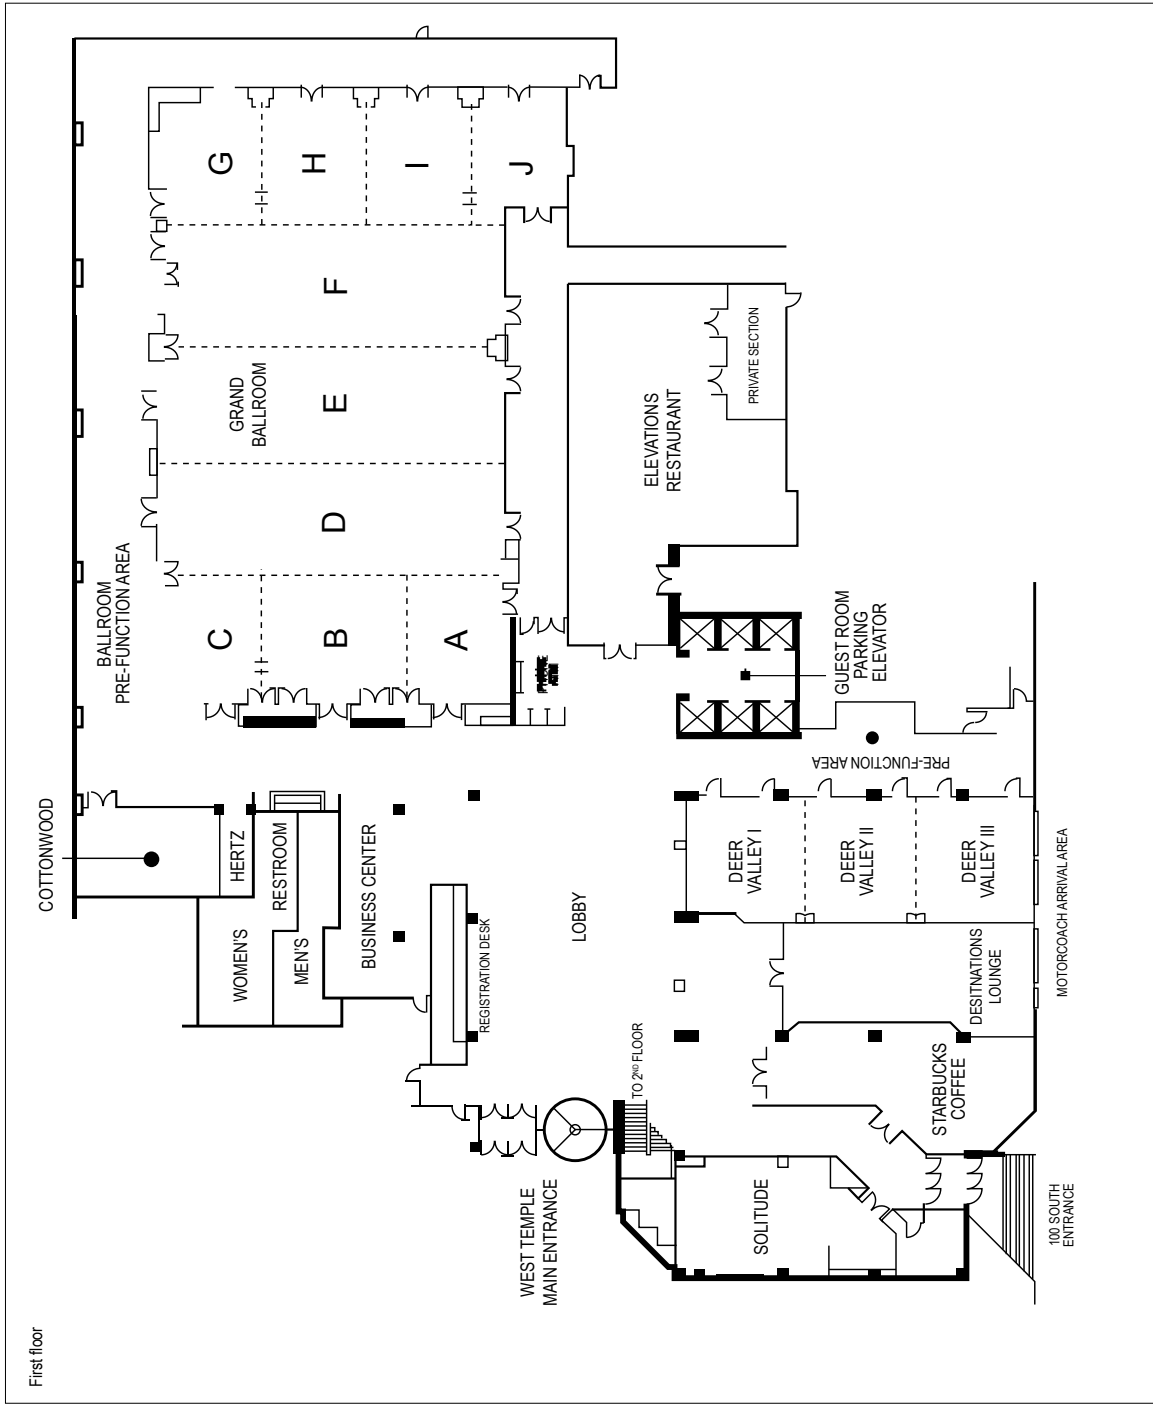 First floor
COTTONWOOD
HERTZ
RESTROOM
WOMEN'S
MEN'S
BUSINESS CENTER
REGISTRATION DESK
LOBBY
BALLROOM
PRE-FUNCTION AREA
GRAND
BALLROOM
A
B
C
D
E
F
G
H
I
J
ELEVATIONS
RESTAURANT
PRIVATE SECTION
GUEST ROOM
PARKING
ELEVATOR
PRE-FUNCTION AREA
DEER
VALLEY I
DEER
VALLEY II
DEER
VALLEY III
MOTORCOACH ARRIVAL AREA
DESITNATIONS
LOUNGE
STARBUCKS
COFFEE
TO 2ND FLOOR
WEST TEMPLE
MAIN ENTRANCE
SOLITUDE
100 SOUTH
ENTRANCE